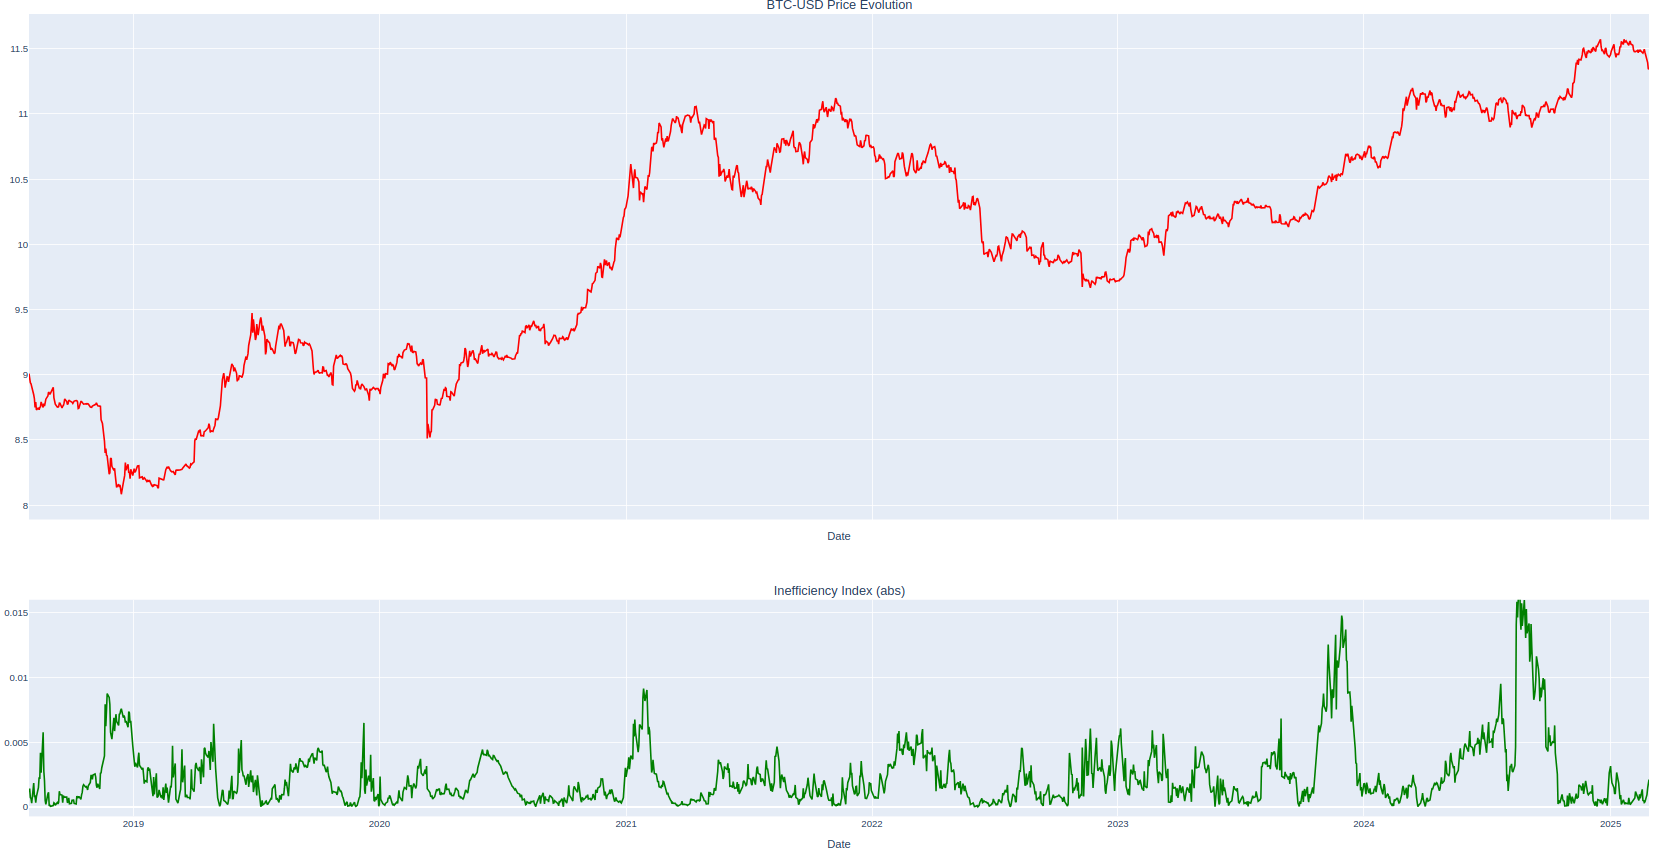 BTC-USD Price Evolution
11.5
11
10.5
10
9.5
9
8.5
8
Date
Inefficiency Index (abs)
0.015
0.01
0.005
0
2019 2020 2021 2022 2023 2024 2025
Date